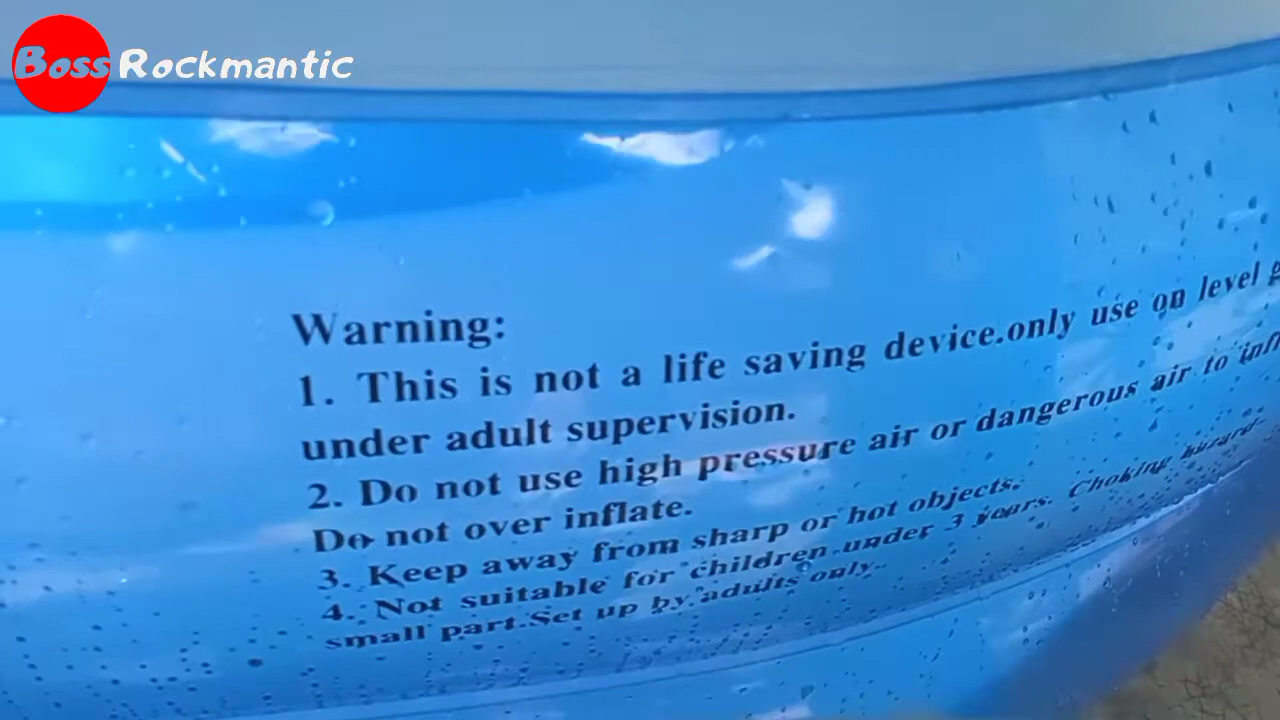 Boss Rockmantic
Warning:
1. This is not a life saving device.only use on level
under adult supervision.
2. Do not use high pressure air or dangerous air to
Do not over inflate.
3. Keep away from sharp or hot objects.
4. Not suitable for children under 3 years. Choking hazard-
small part.Set up by adults only.